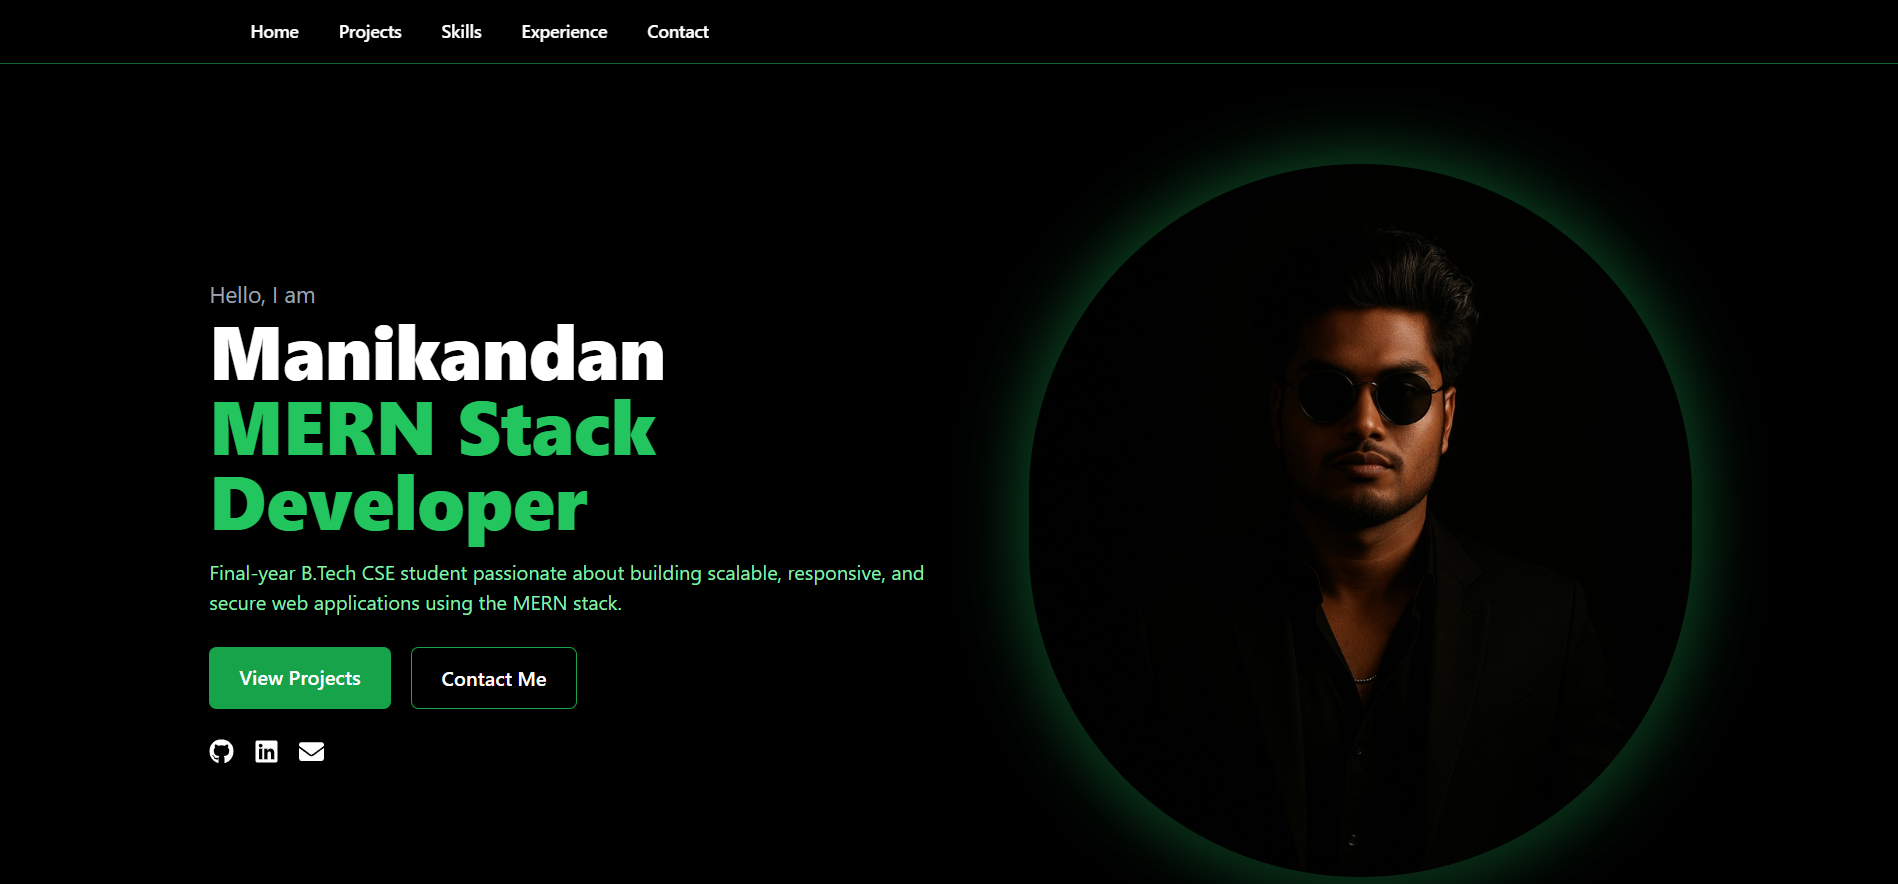 Home Projects Skills Experience Contact
Hello, I am
Manikandan
MERN Stack
Developer
Final-year B.Tech CSE student passionate about building scalable, responsive, and
secure web applications using the MERN stack.
View Projects Contact Me